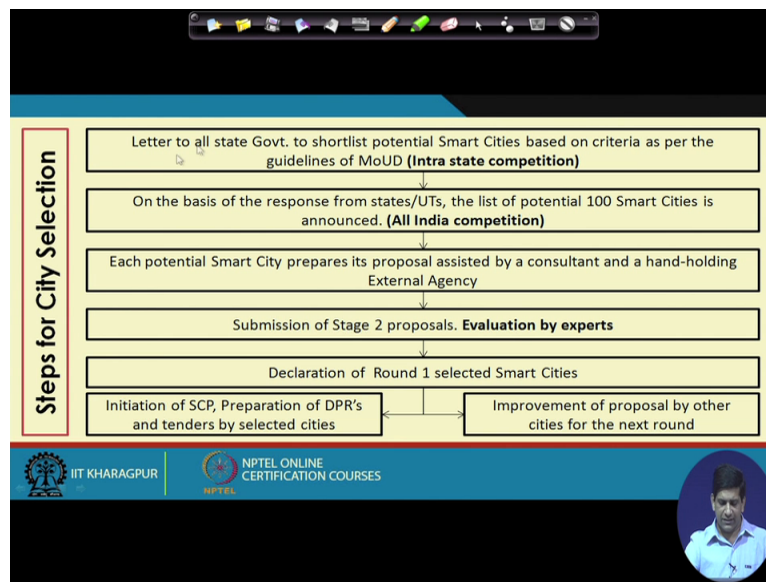 Steps for City Selection
Letter to all state Govt. to shortlist potential Smart Cities based on criteria as per the
guidelines of MoUD (Intra state competition)
On the basis of the response from states/UTs, the list of potential 100 Smart Cities is
announced. (All India competition)
Each potential Smart City prepares its proposal assisted by a consultant and a hand-holding
External Agency
Submission of Stage 2 proposals. Evaluation by experts
Declaration of Round 1 selected Smart Cities
Initiation of SCP, Preparation of DPR's
and tenders by selected cities
Improvement of proposal by other
cities for the next round
IIT KHARAGPUR
NPTEL
NPTEL ONLINE
CERTIFICATION COURSES